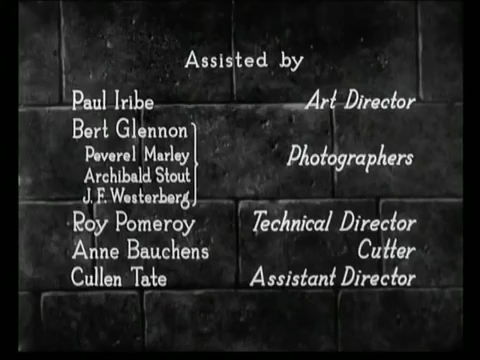 Assisted by
Paul Iribe Art Director
Bert Glennon
Peverel Marley
Archibald Stout
J. F. Westerberg
Photographers
Roy Pomeroy Technical Director
Anne Bauchens Cutter
Cullen Tate Assistant Director